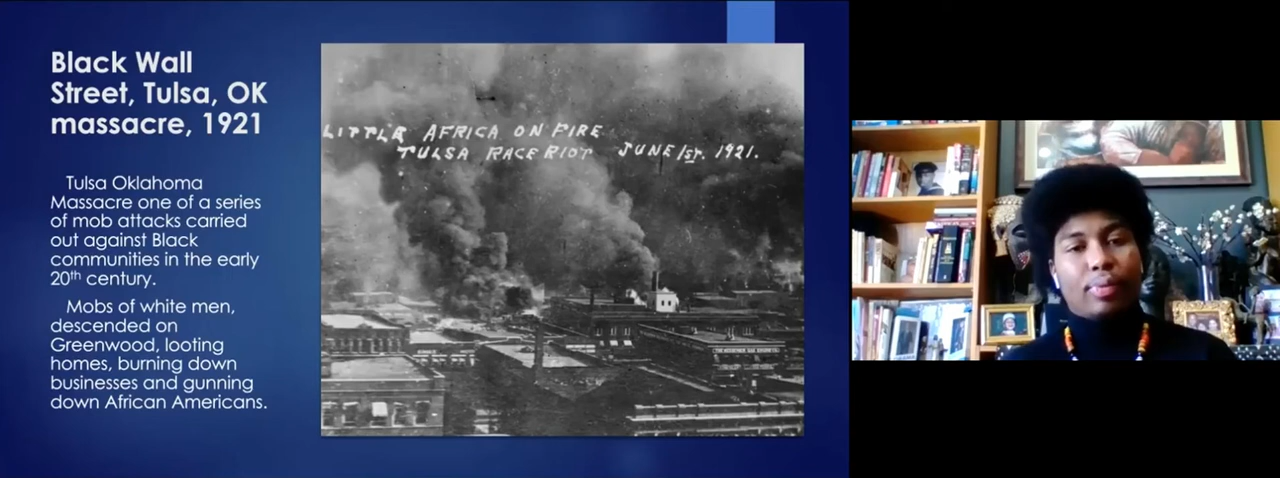 Black Wall
Street, Tulsa, OK
massacre, 1921
Tulsa Oklahoma
Massacre one of a series
of mob attacks carried
out against Black
communities in the early
20th century.
Mobs of white men,
descended on
Greenwood, looting
homes, burning down
businesses and gunning
down African Americans.
LITTLE AFRICA ON FIRE
TULSA RACE RIOT JUNE 1st. 1921.